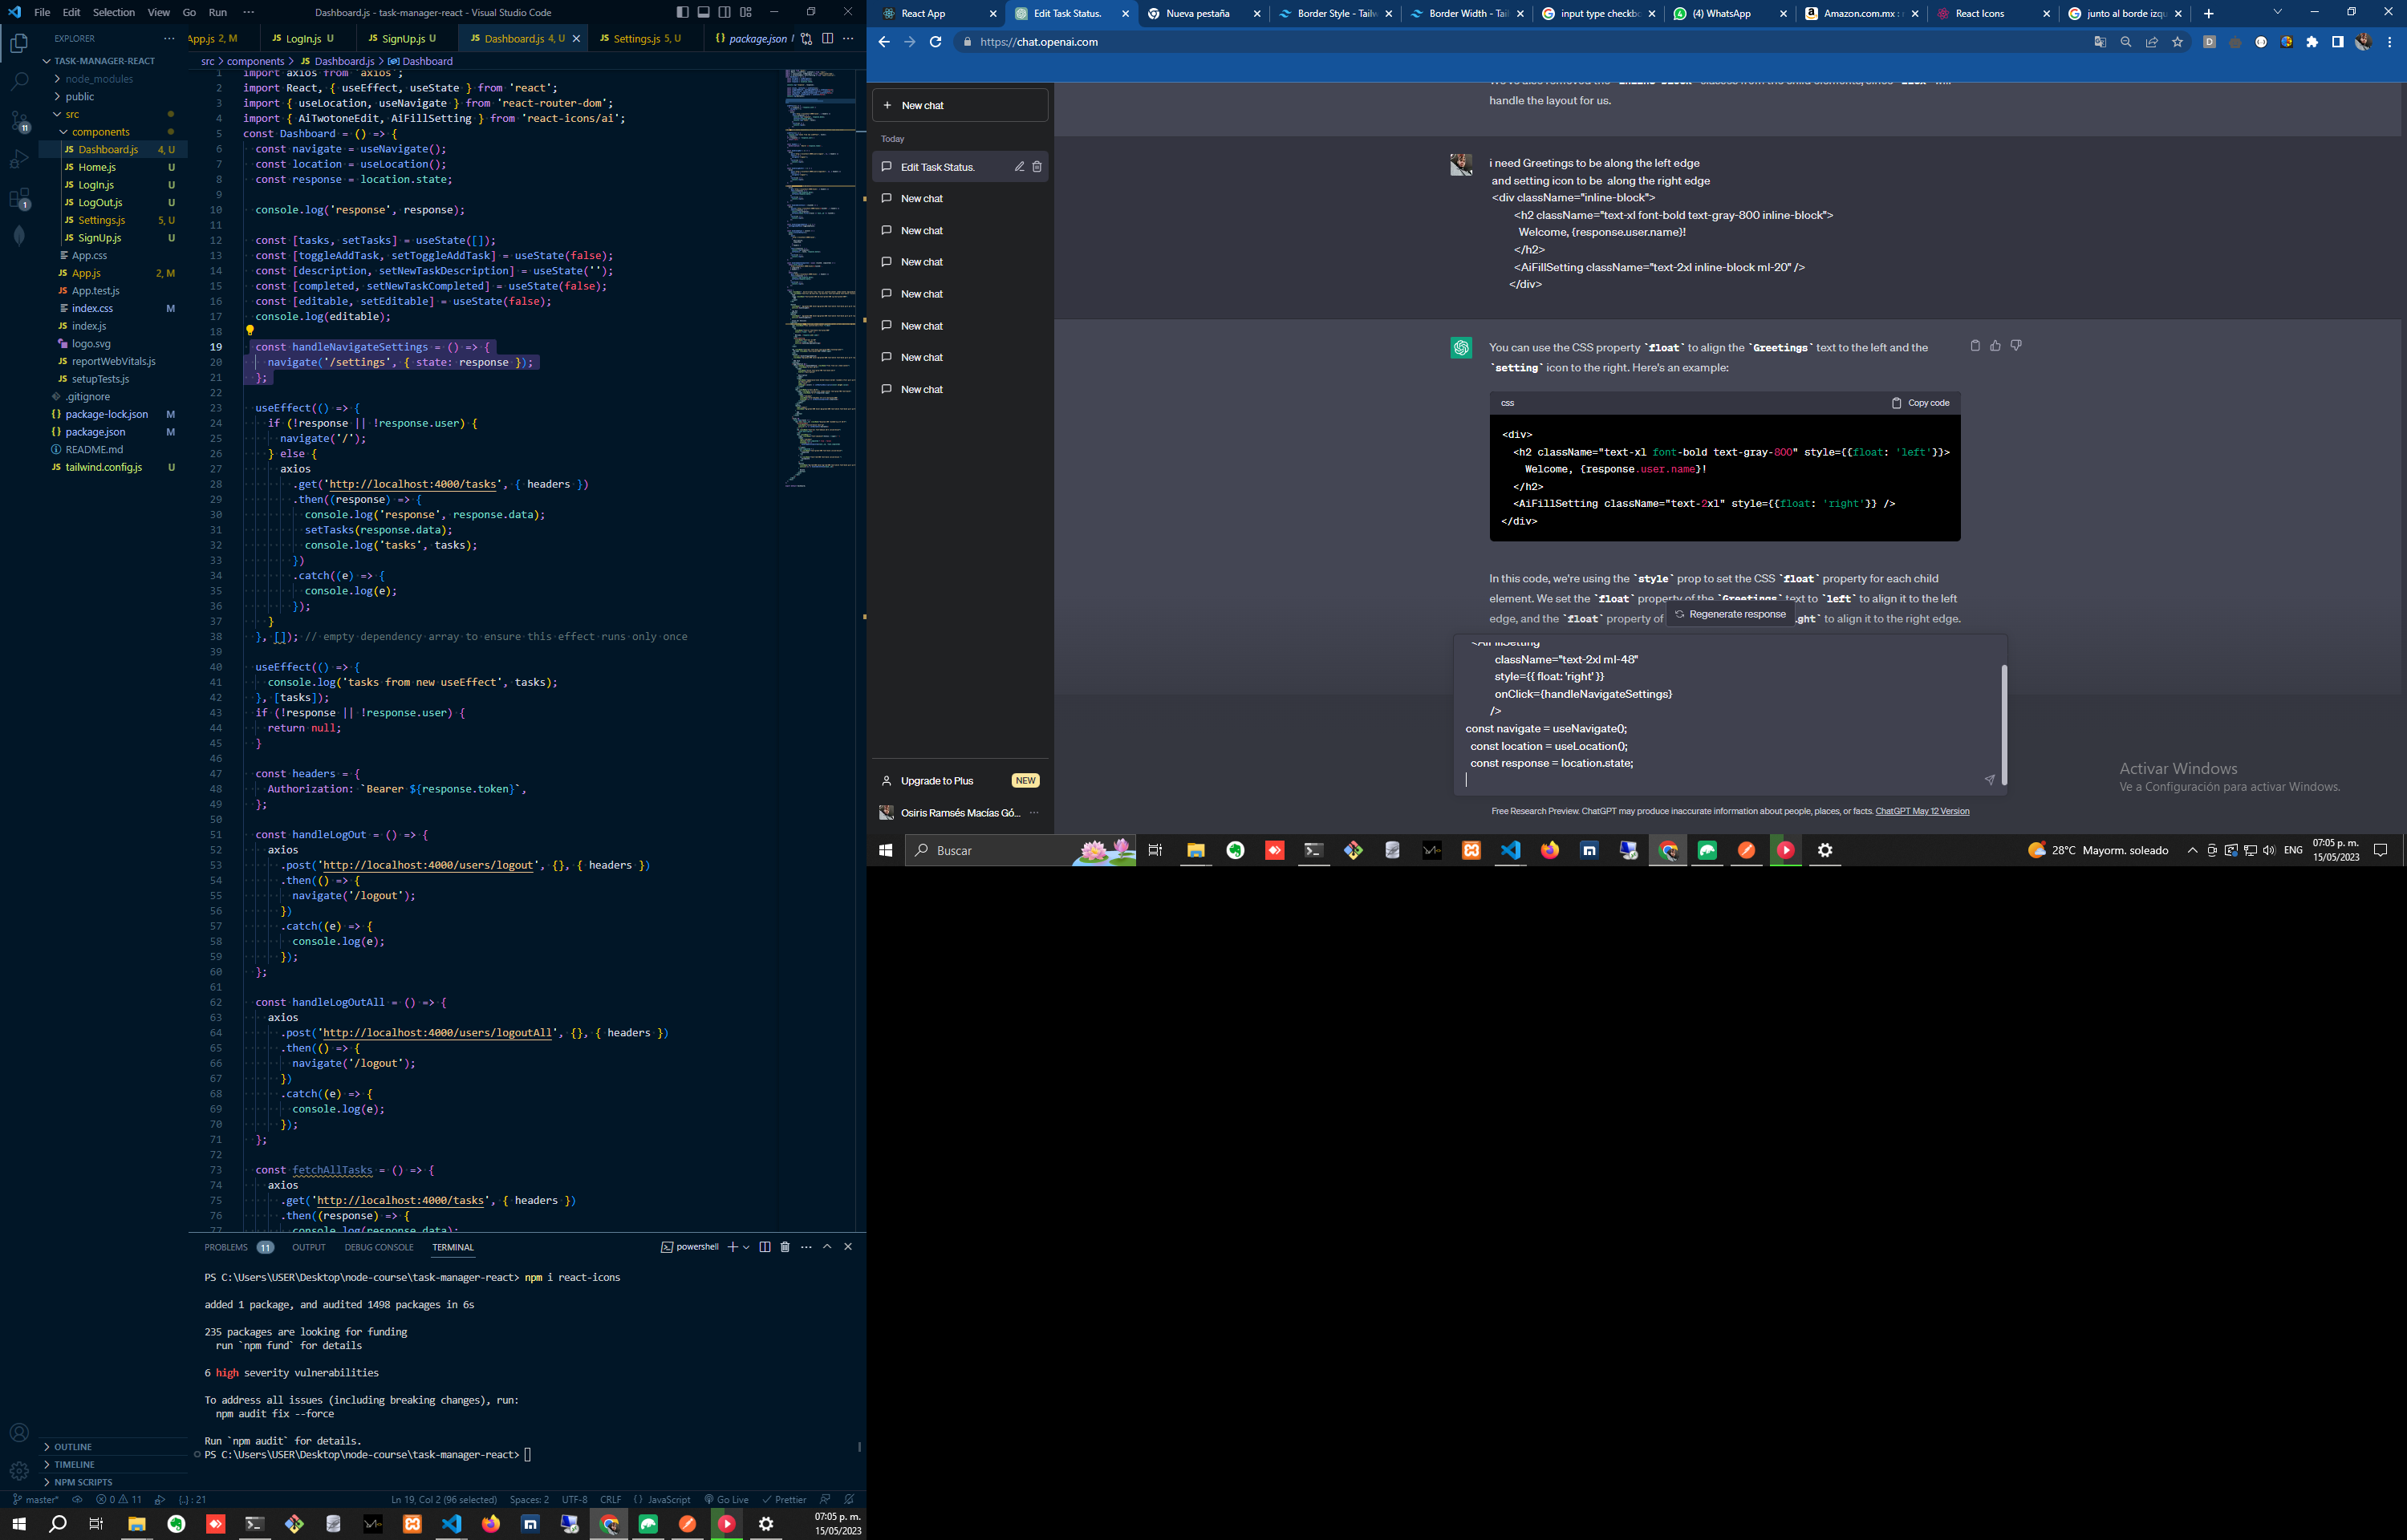 File Edit Selection View Go Run ···
Dashboard.js - task-manager-react - Visual Studio Code
EXPLORER
TASK-MANAGER-REACT
node_modules
public
src
components
Dashboard.js 4, U
Home.js U
LogIn.js U
LogOut.js U
Settings.js 5, U
SignUp.js U
App.css
App.js 2, M
App.test.js
index.css M
index.js
logo.svg
reportWebVitals.js
setupTests.js
.gitignore
package-lock.json M
package.json M
README.md
tailwind.config.js U
OUTLINE
TIMELINE
NPM SCRIPTS
App.js 2, M LogIn.js U SignUp.js U Dashboard.js 4, U Settings.js 5, U package.json
src > components > Dashboard.js > Dashboard
1 import axios from 'axios';
2 import React, { useEffect, useState } from 'react';
3 import { useLocation, useNavigate } from 'react-router-dom';
4 import { AiTwotoneEdit, AiFillSetting } from 'react-icons/ai';
5 const Dashboard = () => {
6 const navigate = useNavigate();
7 const location = useLocation();
8 const response = location.state;
9
10 console.log('response', response);
11
12 const [tasks, setTasks] = useState([]);
13 const [toggleAddTask, setToggleAddTask] = useState(false);
14 const [description, setNewTaskDescription] = useState('');
15 const [completed, setNewTaskCompleted] = useState(false);
16 const [editable, setEditable] = useState(false);
17 console.log(editable);
18
19 const handleNavigateSettings = () => {
20 navigate('/settings', { state: response });
21 };
22
23 useEffect(() => {
24 if (!response || !response.user) {
25 navigate('/');
26 } else {
27 axios
28 .get('http://localhost:4000/tasks', { headers })
29 .then((response) => {
30 console.log('response', response.data);
31 setTasks(response.data);
32 console.log('tasks', tasks);
33 })
34 .catch((e) => {
35 console.log(e);
36 });
37 }
38 }, []); // empty dependency array to ensure this effect runs only once
39
40 useEffect(() => {
41 console.log('tasks from new useEffect', tasks);
42 }, [tasks]);
43 if (!response || !response.user) {
44 return null;
45 }
46
47 const headers = {
48 Authorization: `Bearer ${response.token}`,
49 };
50
51 const handleLogOut = () => {
52 axios
53 .post('http://localhost:4000/users/logout', {}, { headers })
54 .then(() => {
55 navigate('/logout');
56 })
57 .catch((e) => {
58 console.log(e);
59 });
60 };
61
62 const handleLogOutAll = () => {
63 axios
64 .post('http://localhost:4000/users/logoutAll', {}, { headers })
65 .then(() => {
66 navigate('/logout');
67 })
68 .catch((e) => {
69 console.log(e);
70 });
71 };
72
73 const fetchAllTasks = () => {
74 axios
75 .get('http://localhost:4000/tasks', { headers })
76 .then((response) => {
77 console.log(response.data);
PROBLEMS 11 OUTPUT DEBUG CONSOLE TERMINAL powershell
PS C:\Users\USER\Desktop\node-course\task-manager-react> npm i react-icons
added 1 package, and audited 1498 packages in 6s
235 packages are looking for funding
run `npm fund` for details
6 high severity vulnerabilities
To address all issues (including breaking changes), run:
npm audit fix --force
Run `npm audit` for details.
PS C:\Users\USER\Desktop\node-course\task-manager-react>
master* 0 11 {..} : 21 Ln 19, Col 2 (96 selected) Spaces: 2 UTF-8 CRLF {} JavaScript Go Live Prettier
07:05 p. m.
15/05/2023
React App Edit Task Status. Nueva pestaña Border Style - Tailw Border Width - Tail input type checkbo (4) WhatsApp Amazon.com.mx : React Icons junto al borde izqu
https://chat.openai.com
+ New chat
Today
Edit Task Status.
New chat
New chat
New chat
New chat
New chat
New chat
New chat
Upgrade to Plus NEW
Osiris Ramsés Macías Gó...
handle the layout for us.
i need Greetings to be along the left edge
and setting icon to be along the right edge
<div className="inline-block">
<h2 className="text-xl font-bold text-gray-800 inline-block">
Welcome, {response.user.name}!
</h2>
<AiFillSetting className="text-2xl inline-block ml-20" />
</div>
You can use the CSS property `float` to align the `Greetings` text to the left and the
`setting` icon to the right. Here's an example:
css Copy code
<div>
<h2 className="text-xl font-bold text-gray-800" style={{float: 'left'}}>
Welcome, {response.user.name}!
</h2>
<AiFillSetting className="text-2xl" style={{float: 'right'}} />
</div>
In this code, we're using the `style` prop to set the CSS `float` property for each child
element. We set the `float` property of the `Greetings` text to `left` to align it to the left
edge, and the `float` property of
Regenerate response
ght` to align it to the right edge.
<AiFillSetting
className="text-2xl ml-48"
style={{ float: 'right' }}
onClick={handleNavigateSettings}
/>
const navigate = useNavigate();
const location = useLocation();
const response = location.state;
Free Research Preview. ChatGPT may produce inaccurate information about people, places, or facts. ChatGPT May 12 Version
Activar Windows
Ve a Configuración para activar Windows.
Buscar
28°C Mayorm. soleado ENG
07:05 p. m.
15/05/2023